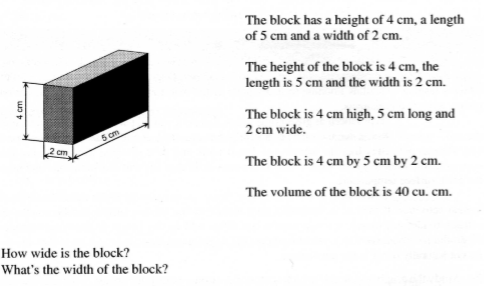 The block has a height of 4 cm, a length
of 5 cm and a width of 2 cm.
The height of the block is 4 cm, the
length is 5 cm and the width is 2 cm.
The block is 4 cm high, 5 cm long and
2 cm wide.
The block is 4 cm by 5 cm by 2 cm.
The volume of the block is 40 cu. cm.
4 cm
2 cm
5 cm
How wide is the block?
What's the width of the block?